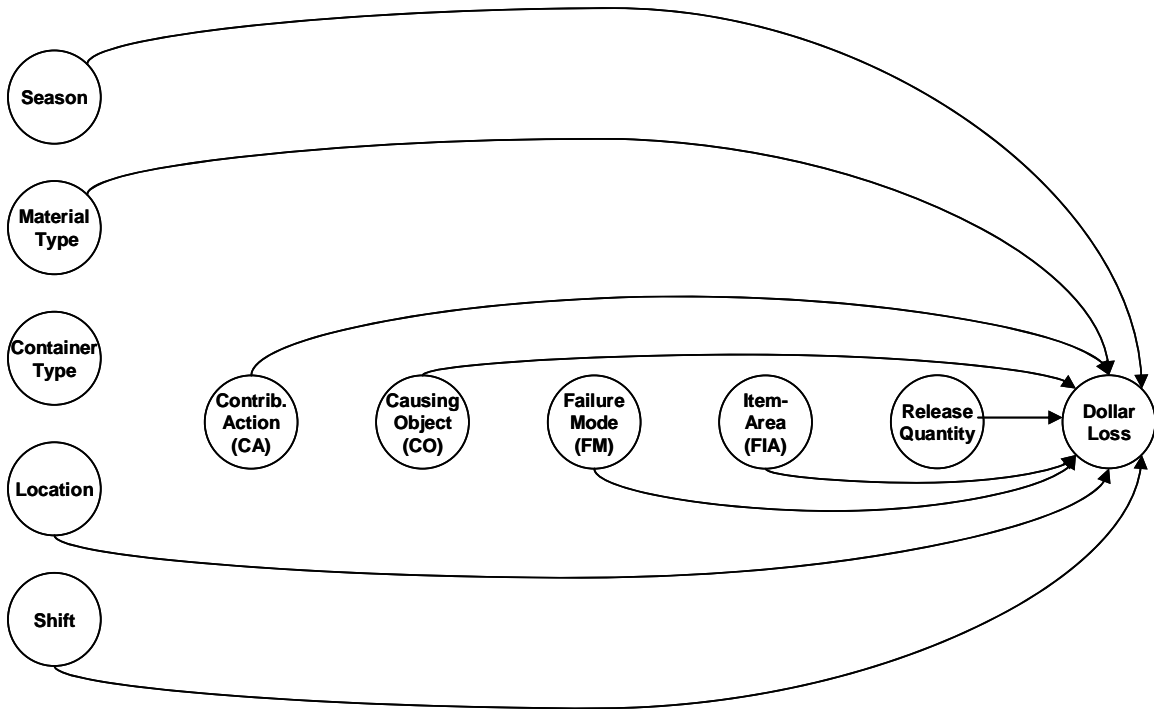 Season
Material
Type
Container
Type
Location
Shift
Contrib.
Action
(CA)
Causing
Object
(CO)
Failure
Mode
(FM)
Item-
Area
(FIA)
Release
Quantity
Dollar
Loss